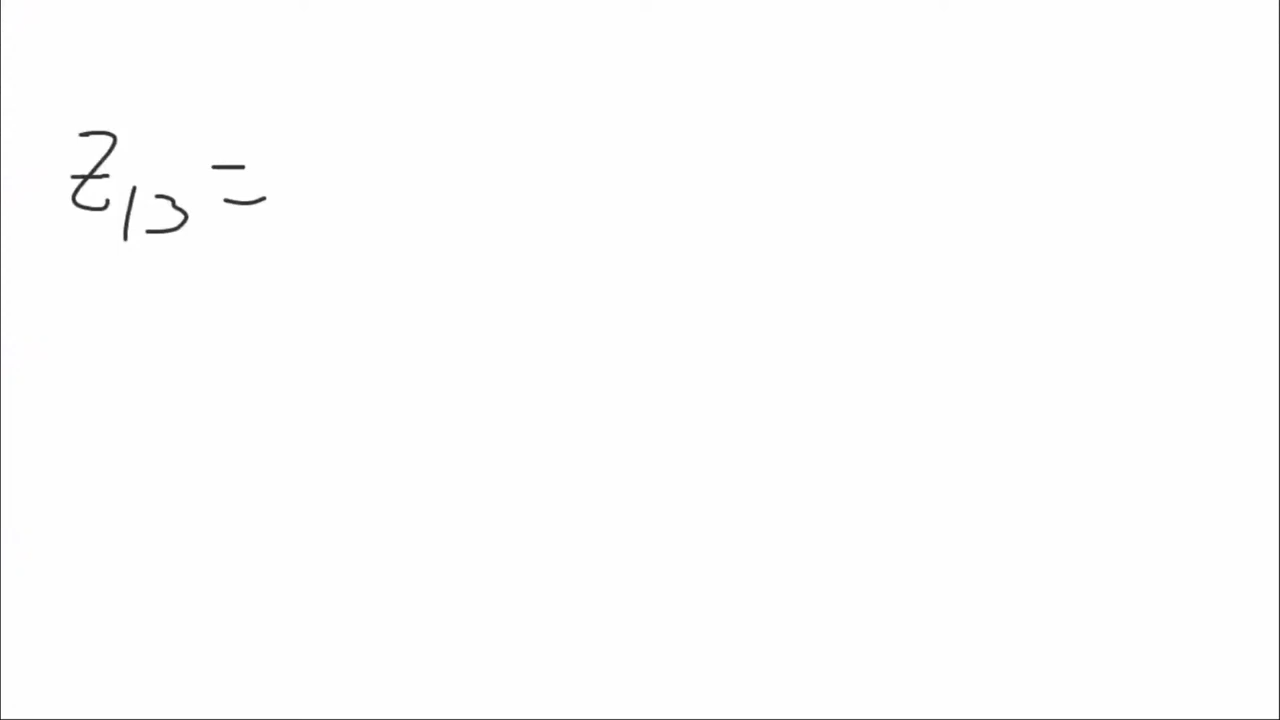 Z₁₃ =